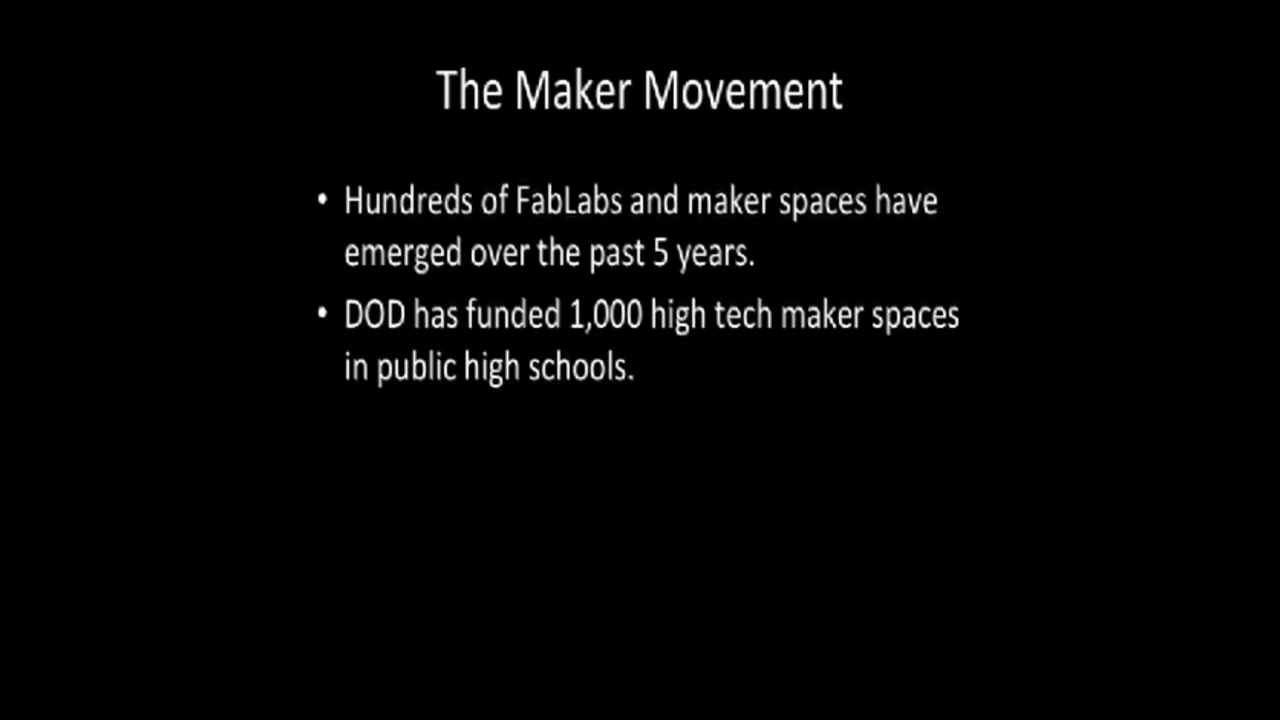 The Maker Movement
• Hundreds of FabLabs and maker spaces have
emerged over the past 5 years.
• DOD has funded 1,000 high tech maker spaces
in public high schools.